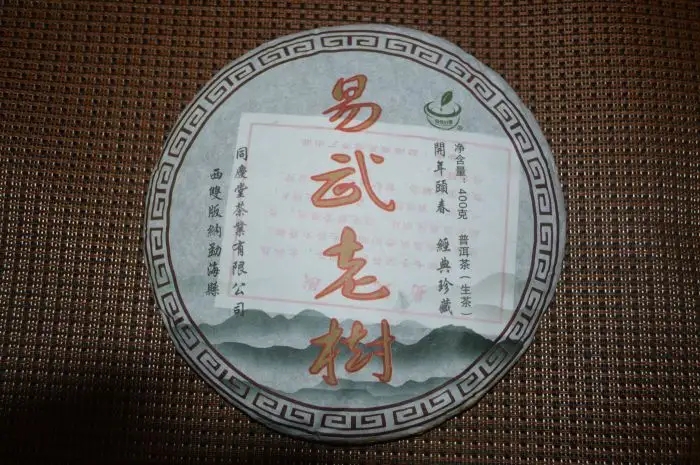 易武老樹
净含量：400克　普洱茶（生茶）
開年頭春　經典珍藏
西雙版納勐海縣
同慶堂茶業有限公司